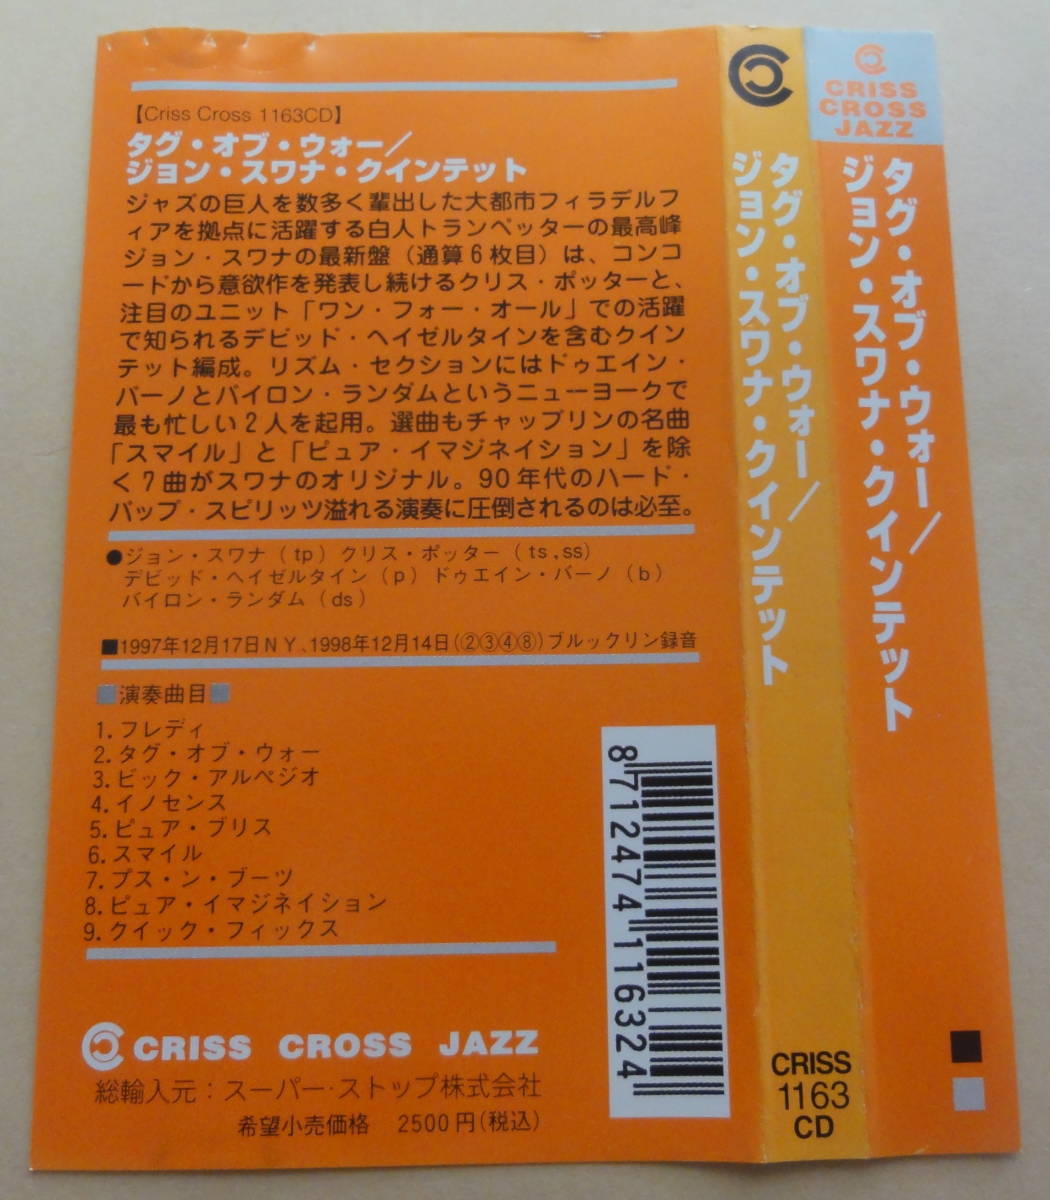 【Criss Cross 1163CD】
タグ・オブ・ウォー／
ジョン・スワナ・クインテット
ジャズの巨人を数多く輩出した大都市フィラデルフ
ィアを拠点に活躍する白人トランペッターの最高峰
ジョン・スワナの最新盤（通算6枚目）は、コンコ
ードから意欲作を発表し続けるクリス・ポッターと、
注目のユニット「ワン・フォー・オール」での活躍
で知られるデビッド・ヘイゼルタインを含むクイン
テット編成。リズム・セクションにはドゥエイン・
バーノとバイロン・ランダムというニューヨークで
最も忙しい2人を起用。選曲もチャップリンの名曲
「スマイル」と「ピュア・イマジネイション」を除
く7曲がスワナのオリジナル。90年代のハード・
バップ・スピリッツ溢れる演奏に圧倒されるのは必至。
●ジョン・スワナ（tp）クリス・ポッター（ts,ss）
デビッド・ヘイゼルタイン（p）ドゥエイン・バーノ（b）
バイロン・ランダム（ds）
■1997年12月17日NY、1998年12月14日（②③④⑧）ブルックリン録音
■演奏曲目■
1.フレディ
2.タグ・オブ・ウォー
3.ビック・アルペジオ
4.イノセンス
5.ピュア・ブリス
6.スマイル
7.プス・ン・ブーツ
8.ピュア・イマジネイション
9.クイック・フィックス
CRISS CROSS JAZZ
総輸入元：スーパー・ストップ株式会社
希望小売価格 2500円（税込）
8712474116324
タグ・オブ・ウォー／
ジョン・スワナ・クインテット
CRISS
1163
CD
CRISS
CROSS
JAZZ
タグ・オブ・ウォー／
ジョン・スワナ・クインテット